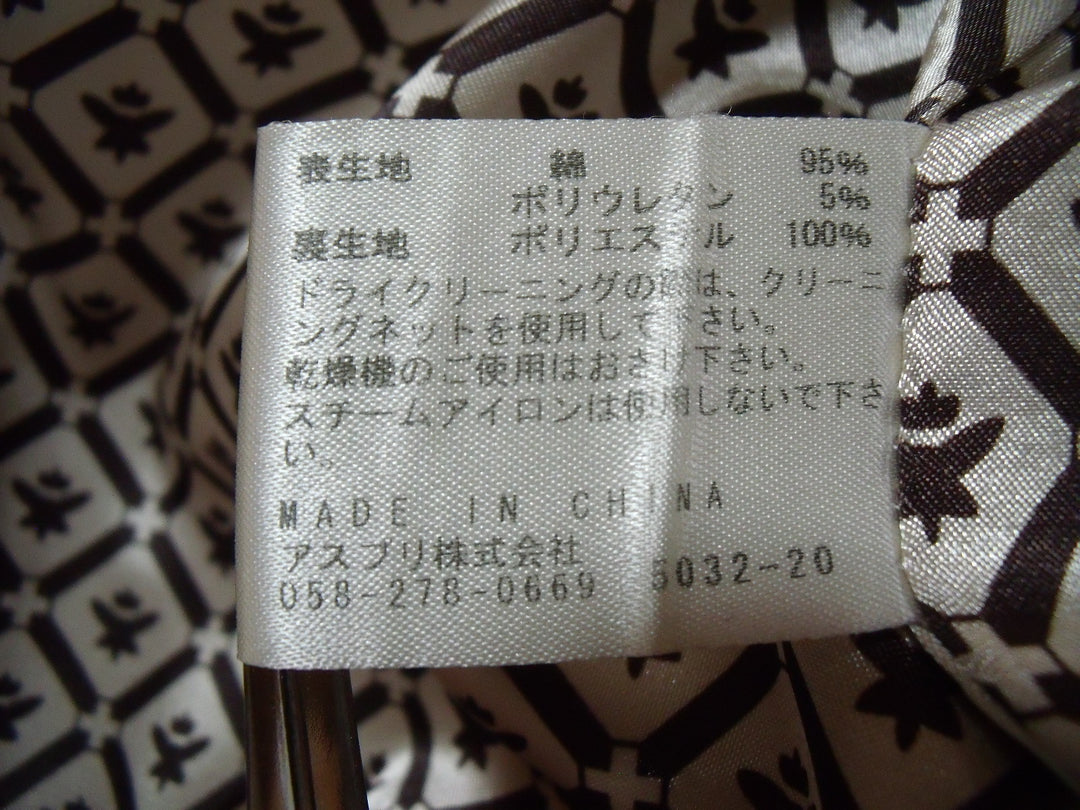 表生地 綿 95%
ポリウレタン 5%
裏生地 ポリエステル 100%
ドライクリーニングの際は、クリーニ
ングネットを使用して下さい。
乾燥機のご使用はおさけ下さい。
スチームアイロンは使用しないで下さ
い。
MADE IN CHINA
アスプリ株式会社
058-278-0669 5032-20